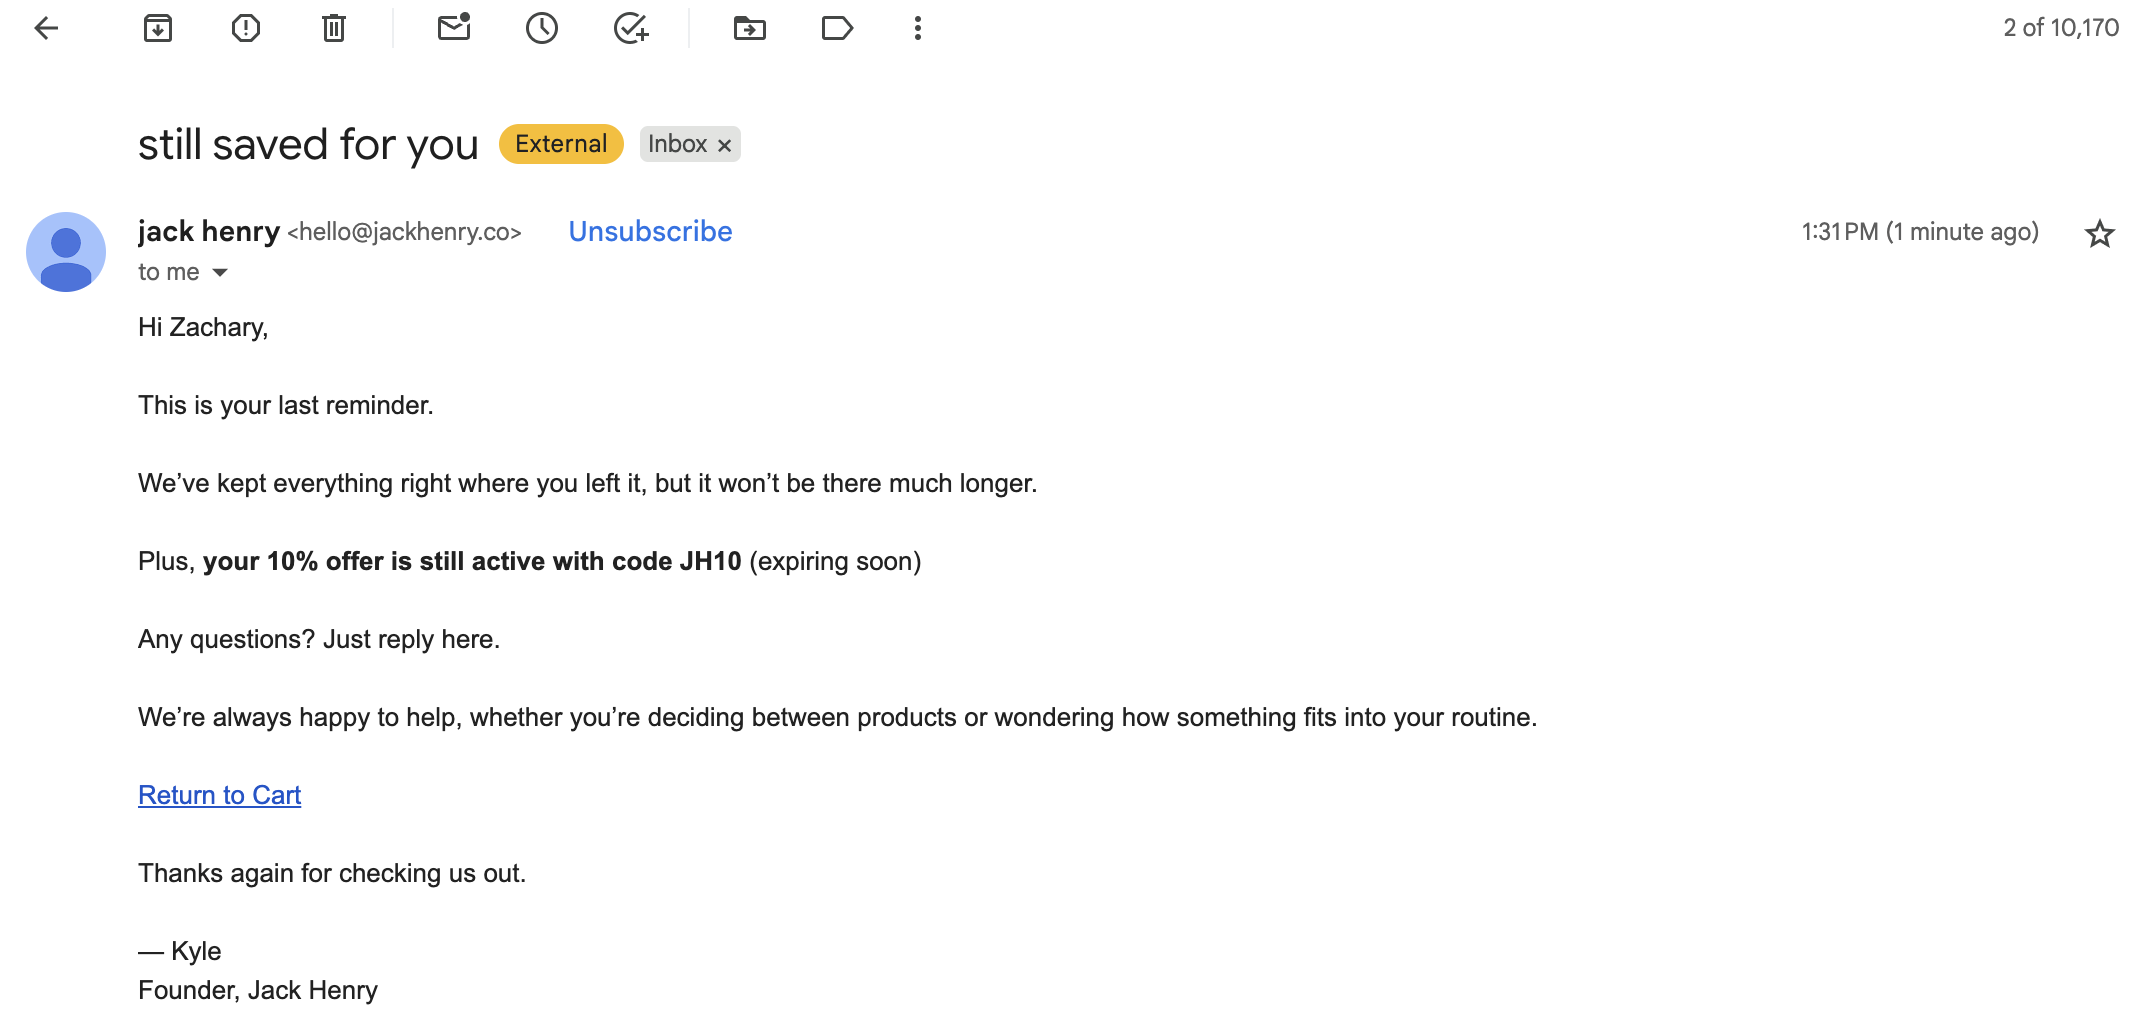 2 of 10,170
still saved for you External Inbox ×
jack henry <hello@jackhenry.co> Unsubscribe 1:31 PM (1 minute ago)
to me
Hi Zachary,
This is your last reminder.
We’ve kept everything right where you left it, but it won’t be there much longer.
Plus, your 10% offer is still active with code JH10 (expiring soon)
Any questions? Just reply here.
We’re always happy to help, whether you’re deciding between products or wondering how something fits into your routine.
Return to Cart
Thanks again for checking us out.
— Kyle
Founder, Jack Henry